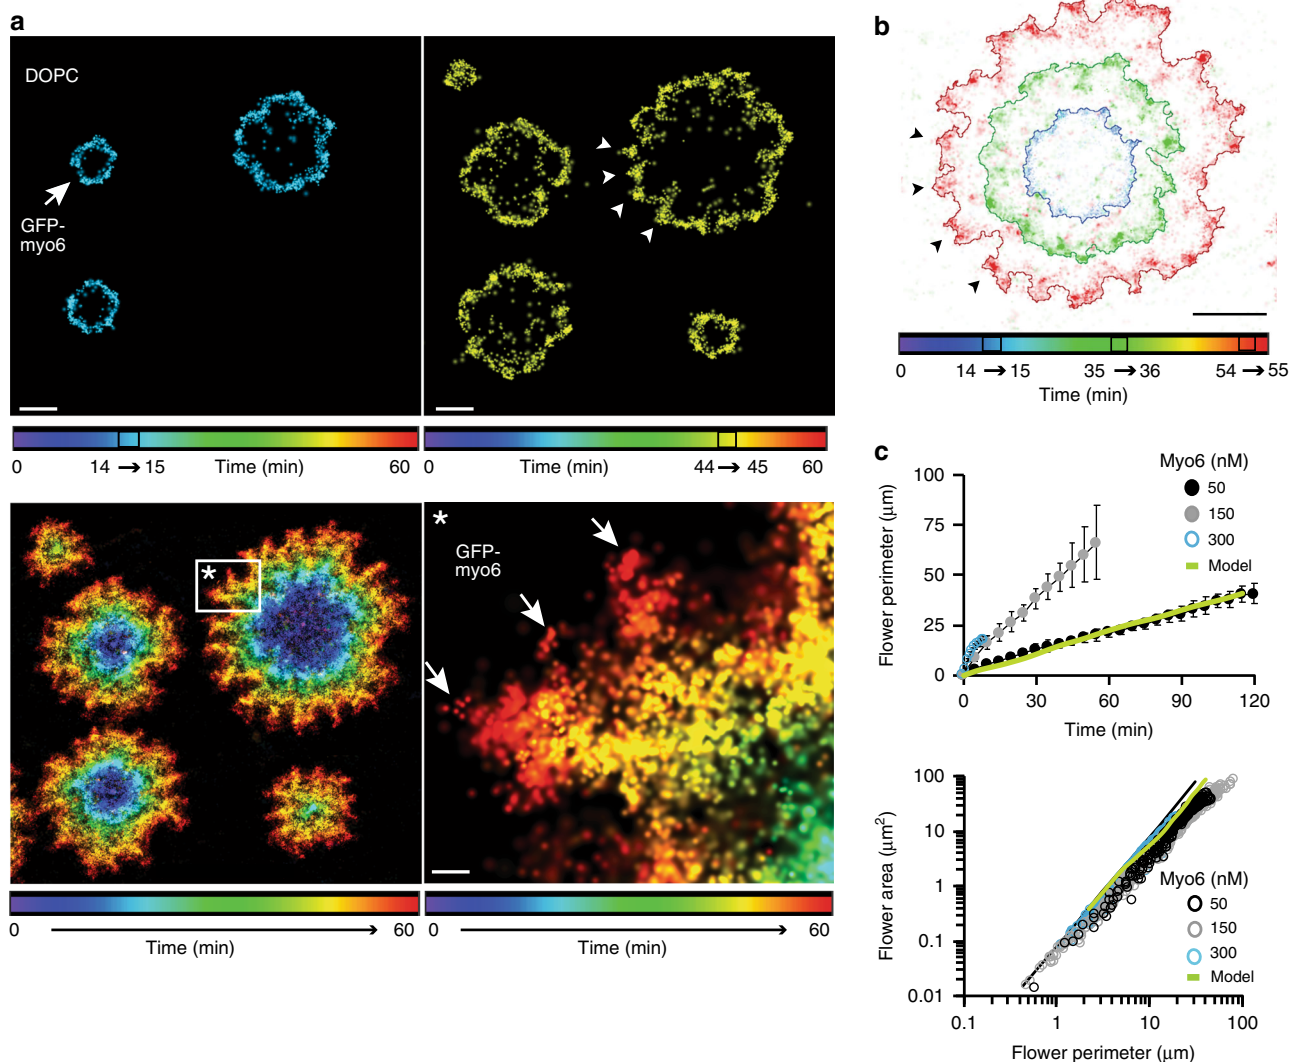 a
DOPC
GFP-
myo6
0
14 → 15
Time (min)
60
0
Time (min)
44 → 45
60
*
*
GFP-
myo6
0
Time (min)
60
0
Time (min)
60
b
0
14 → 15
35 → 36
54 → 55
Time (min)
c
Myo6 (nM)
50
150
300
Model
Flower perimeter (μm)
100
75
50
25
0
0 30 60 90 120
Time (min)
Flower area (μm²)
100
10
1
0.1
0.01
Myo6 (nM)
50
150
300
Model
0.1 1 10 100
Flower perimeter (μm)